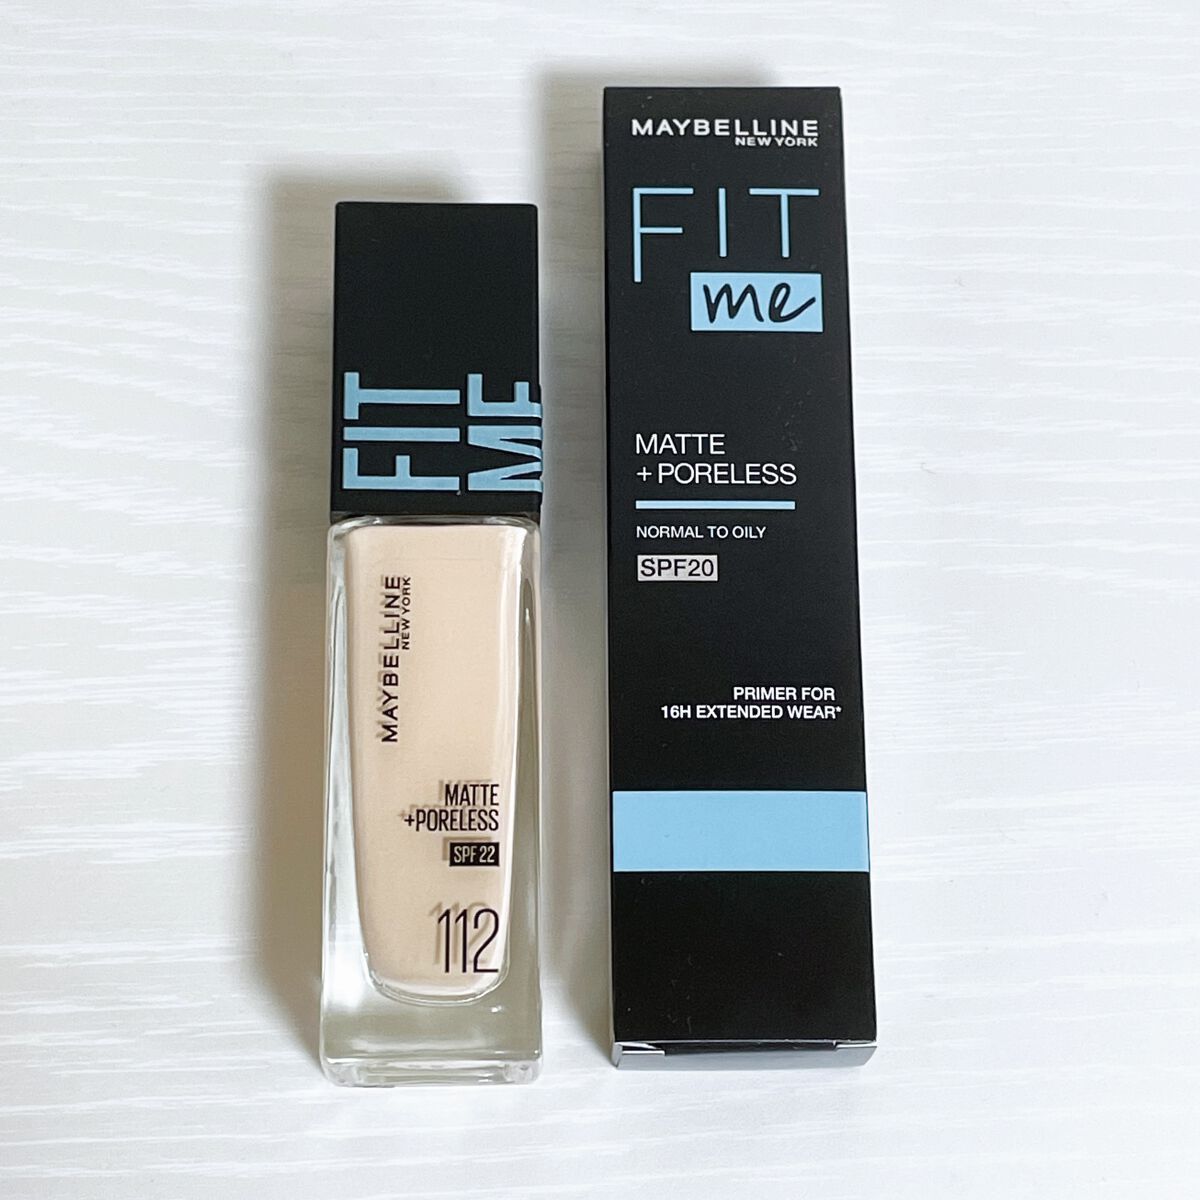 FIT
ME
MAYBELLINE
NEW YORK
MATTE
+PORELESS
SPF 22
112
MAYBELLINE
NEW YORK
FIT
me
MATTE
+ PORELESS
NORMAL TO OILY
SPF20
PRIMER FOR
16H EXTENDED WEAR*